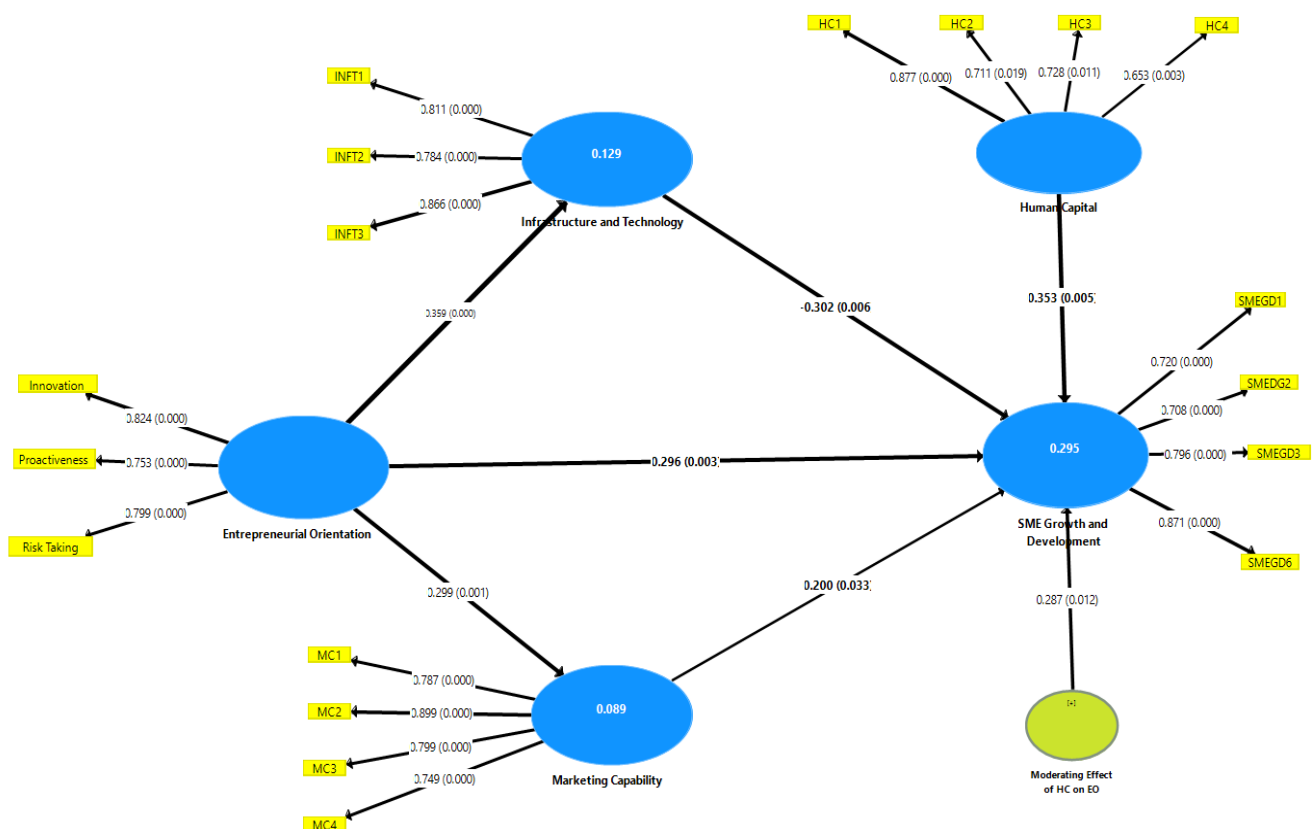 HC1
HC2
HC3
HC4
0.877 (0.000)
0.711 (0.019)
0.728 (0.011)
0.653 (0.003)
Human Capital
INFT1
INFT2
INFT3
0.811 (0.000)
0.784 (0.000)
0.866 (0.000)
0.129
Infrastructure and Technology
0.359 (0.000)
-0.302 (0.006
0.353 (0.005)
SMEGD1
SMEDG2
SMEGD3
SMEGD6
0.720 (0.000)
0.708 (0.000)
0.796 (0.000)
0.871 (0.000)
0.295
SME Growth and
Development
Innovation
Proactiveness
Risk Taking
0.824 (0.000)
0.753 (0.000)
0.799 (0.000)
Entrepreneurial Orientation
0.296 (0.003)
0.299 (0.001)
0.200 (0.033)
0.287 (0.012)
MC1
MC2
MC3
MC4
0.787 (0.000)
0.899 (0.000)
0.799 (0.000)
0.749 (0.000)
0.089
Marketing Capability
[+]
Moderating Effect
of HC on EO